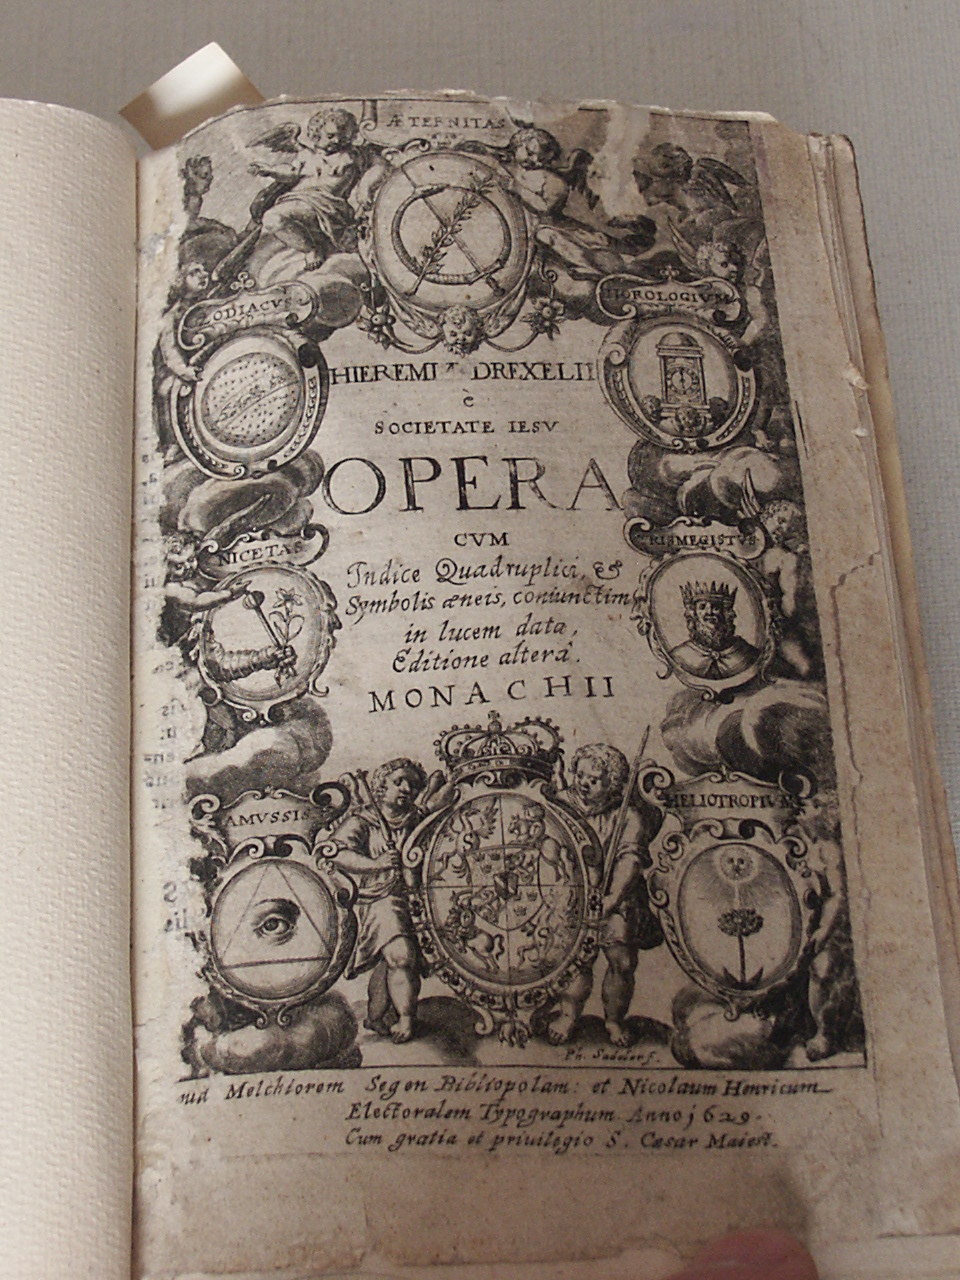 ÆTERNITAS
ZODIACVS
HOROLOGIVM
HIEREMIÆ DREXELII
è
SOCIETATE IESV
OPERA
CVM
Indice Quadruplici, &
Symbolis æneis, coniunctim
in lucem data,
Editione altera.
MONACHII
NICETAS
TRISMEGISTVS
AMVSSIS
HELIOTROPIVM
Ph. Sadeler f.
Melchiorem Segen Bibliopolam: et Nicolaum Henricum
Electoralem Typographum. Anno 1629.
Cum gratia et priuilegio S. Cæsar Maiest.